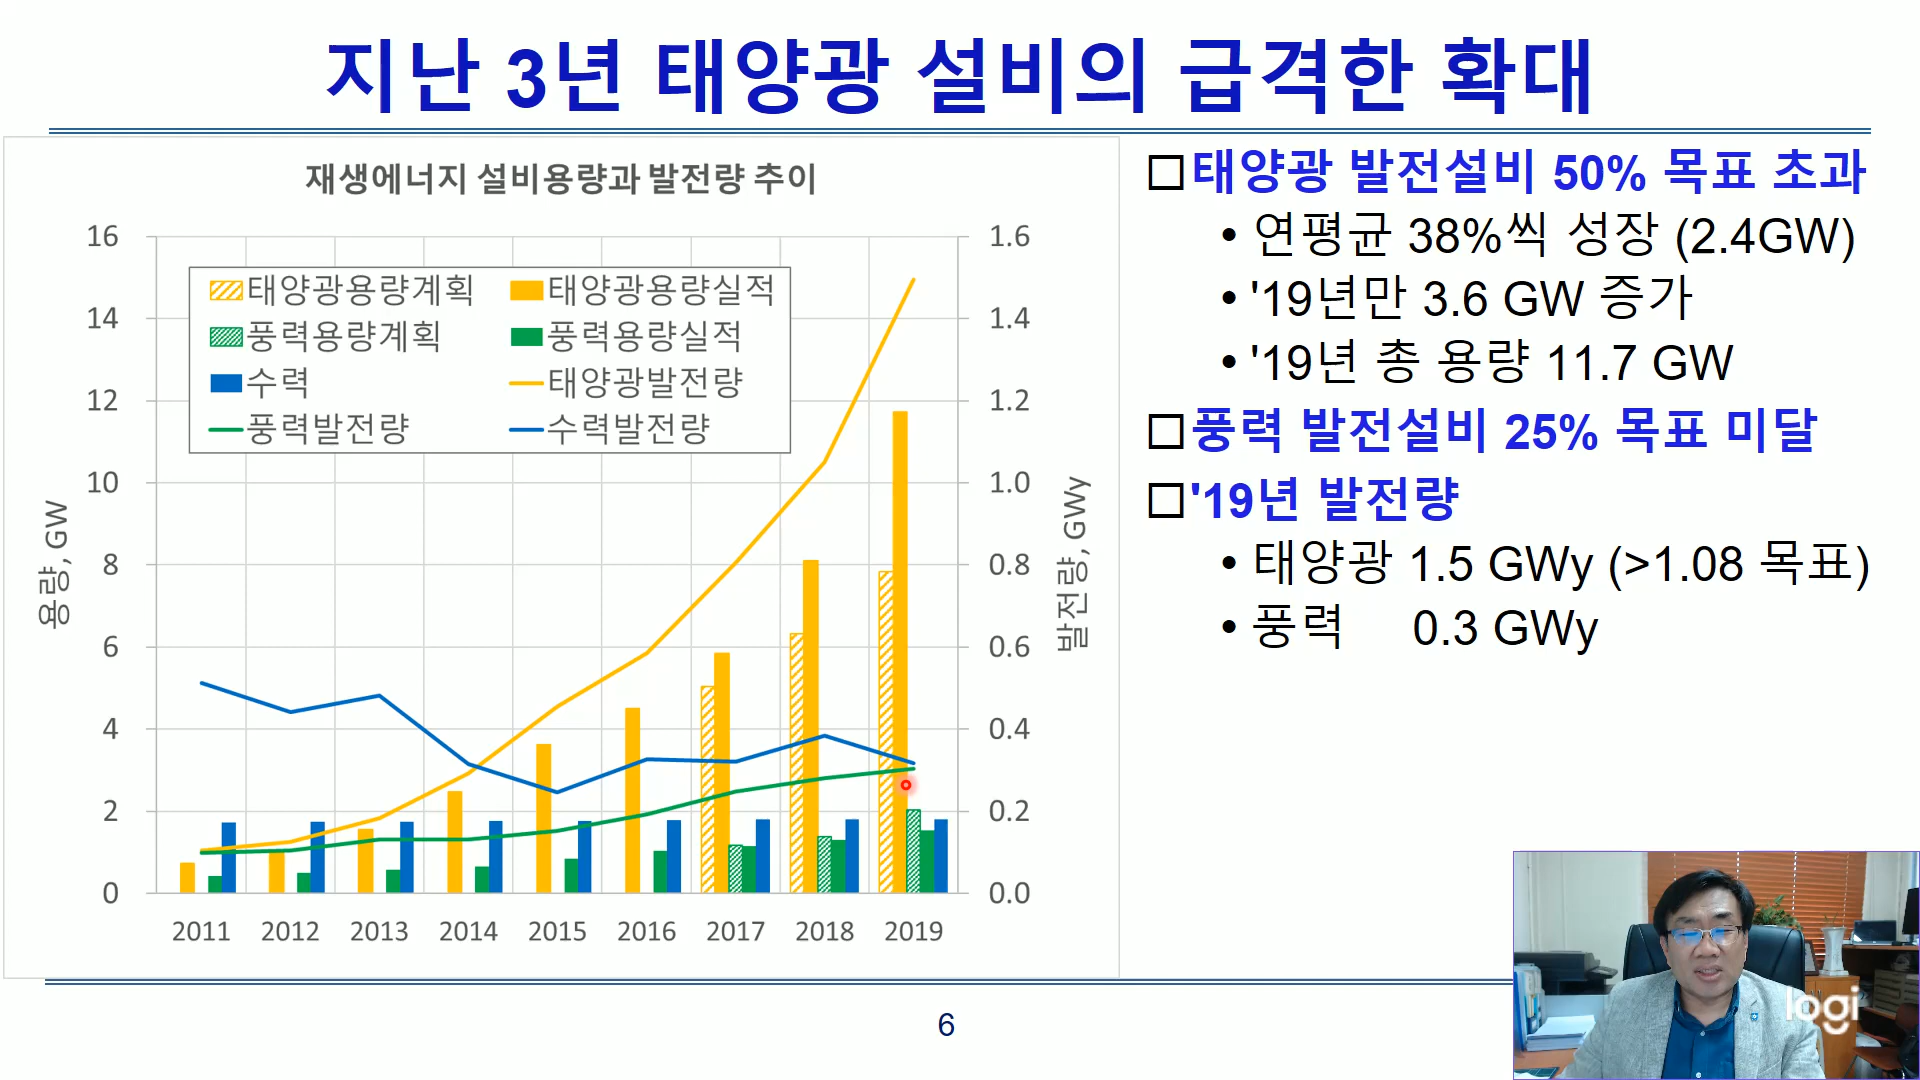 지난 3년 태양광 설비의 급격한 확대
재생에너지 설비용량과 발전량 추이
16
14
12
10
8
6
4
2
0
용량, GW
태양광용량계획
태양광용량실적
풍력용량계획
풍력용량실적
수력
태양광발전량
풍력발전량
수력발전량
1.6
1.4
1.2
1.0
0.8
0.6
0.4
0.2
0.0
발전량, GWy
2011 2012 2013 2014 2015 2016 2017 2018 2019
□태양광 발전설비 50% 목표 초과
• 연평균 38%씩 성장 (2.4GW)
• '19년만 3.6 GW 증가
• '19년 총 용량 11.7 GW
□풍력 발전설비 25% 목표 미달
□'19년 발전량
• 태양광 1.5 GWy (>1.08 목표)
• 풍력 0.3 GWy
6
logi